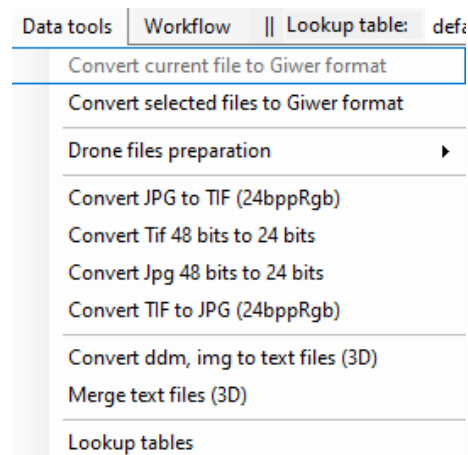 Data tools Workflow || Lookup table: defa
Convert current file to Giwer format
Convert selected files to Giwer format
Drone files preparation
Convert JPG to TIF (24bppRgb)
Convert Tif 48 bits to 24 bits
Convert Jpg 48 bits to 24 bits
Convert TIF to JPG (24bppRgb)
Convert ddm, img to text files (3D)
Merge text files (3D)
Lookup tables